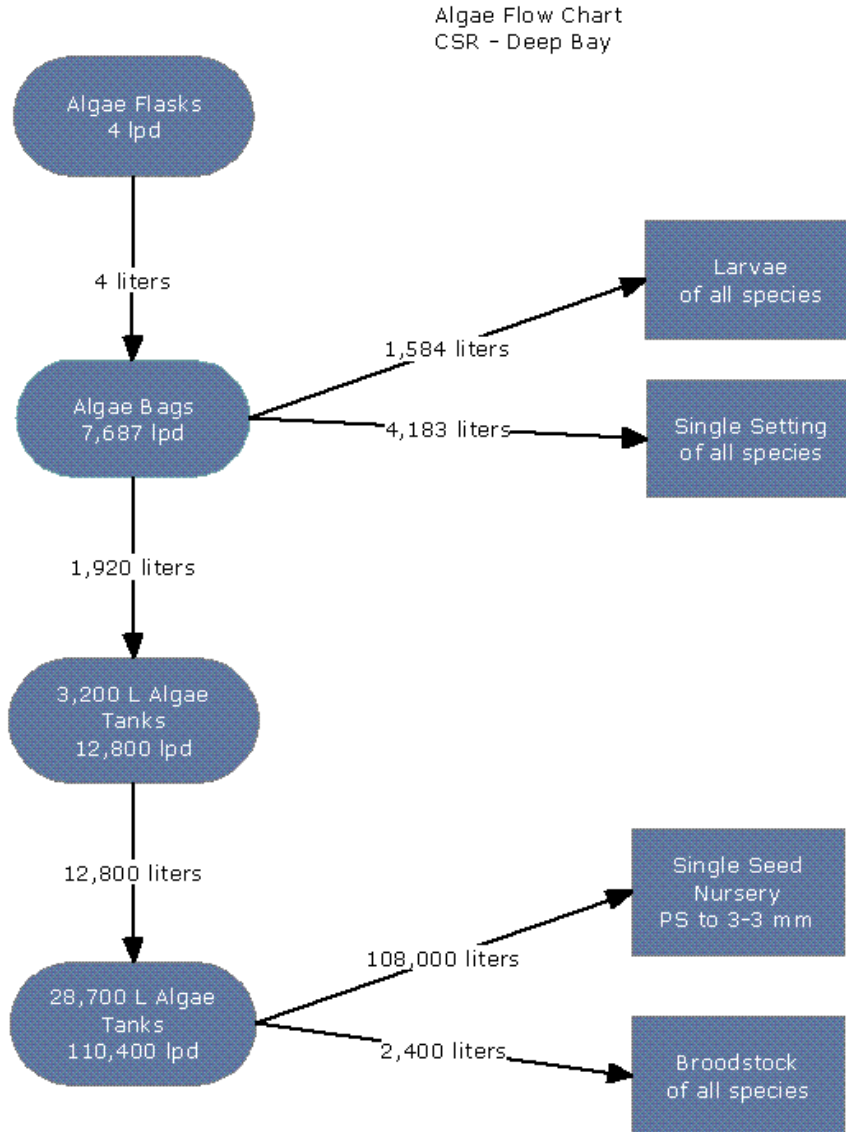 Algae Flow Chart
CSR - Deep Bay
Algae Flasks
4 lpd
4 liters
Larvae
of all species
1,584 liters
Algae Bags
7,687 lpd
4,183 liters
Single Setting
of all species
1,920 liters
3,200 L Algae
Tanks
12,800 lpd
12,800 liters
Single Seed
Nursery
PS to 3-3 mm
108,000 liters
28,700 L Algae
Tanks
110,400 lpd
2,400 liters
Broodstock
of all species